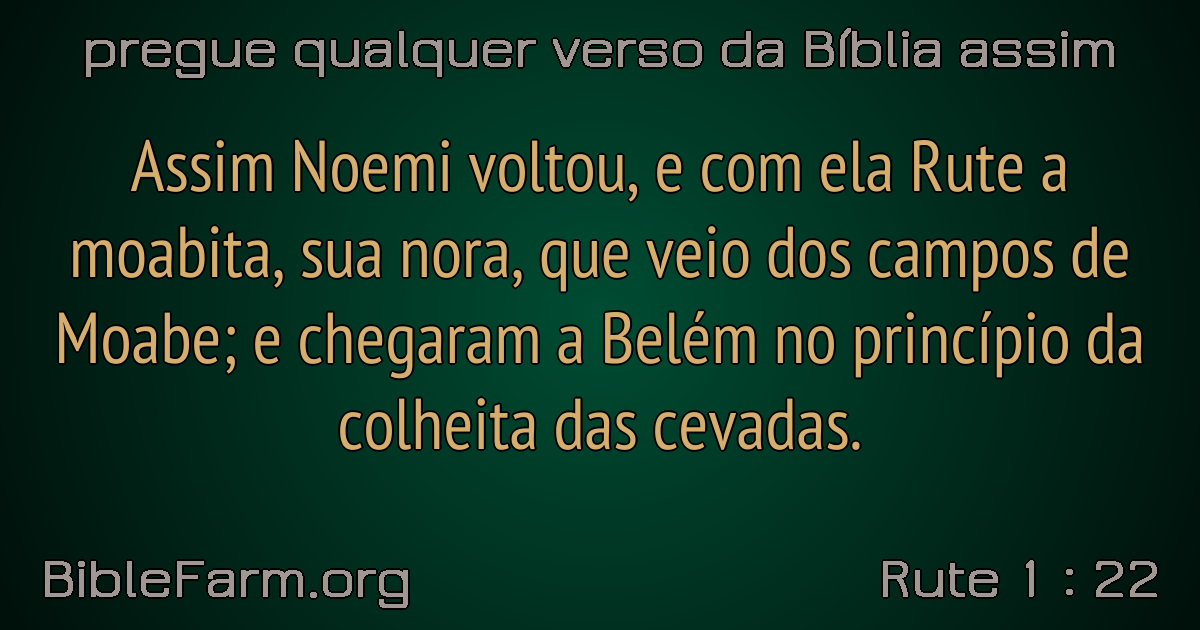 pregue qualquer verso da Bíblia assim
Assim Noemi voltou, e com ela Rute a
moabita, sua nora, que veio dos campos de
Moabe; e chegaram a Belém no princípio da
colheita das cevadas.
BibleFarm.org
Rute 1 : 22